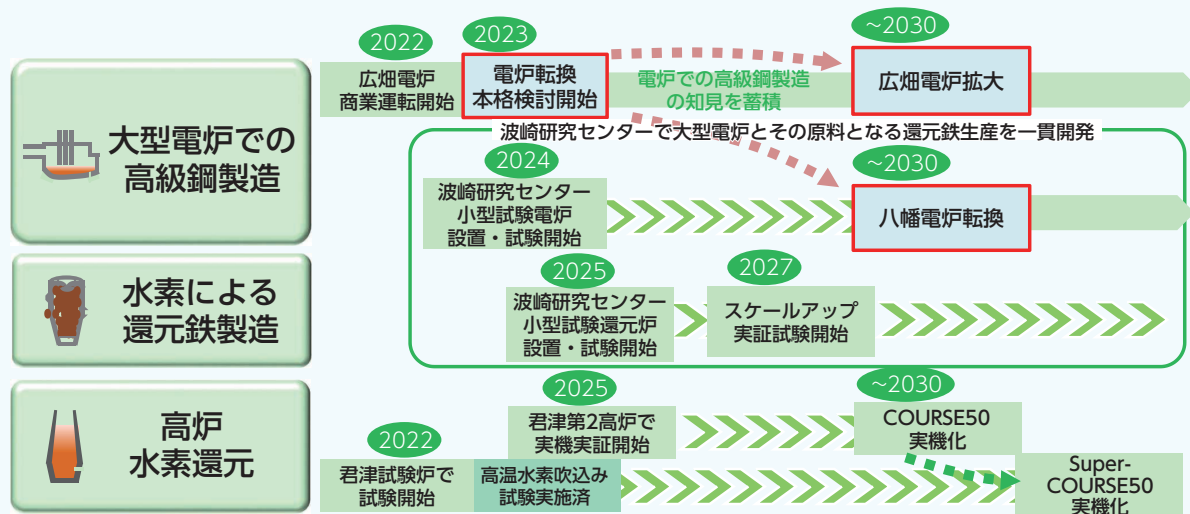 大型電炉での
高級鋼製造
2022
広畑電炉
商業運転開始
2023
電炉転換
本格検討開始
電炉での高級鋼製造
の知見を蓄積
~2030
広畑電炉拡大
波崎研究センターで大型電炉とその原料となる還元鉄生産を一貫開発
2024
波崎研究センター
小型試験電炉
設置・試験開始
~2030
八幡電炉転換
水素による
還元鉄製造
2025
波崎研究センター
小型試験還元炉
設置・試験開始
2027
スケールアップ
実証試験開始
高炉
水素還元
2025
君津第2高炉で
実機実証開始
~2030
COURSE50
実機化
2022
君津試験炉で
試験開始
高温水素吹込み
試験実施済
Super-
COURSE50
実機化